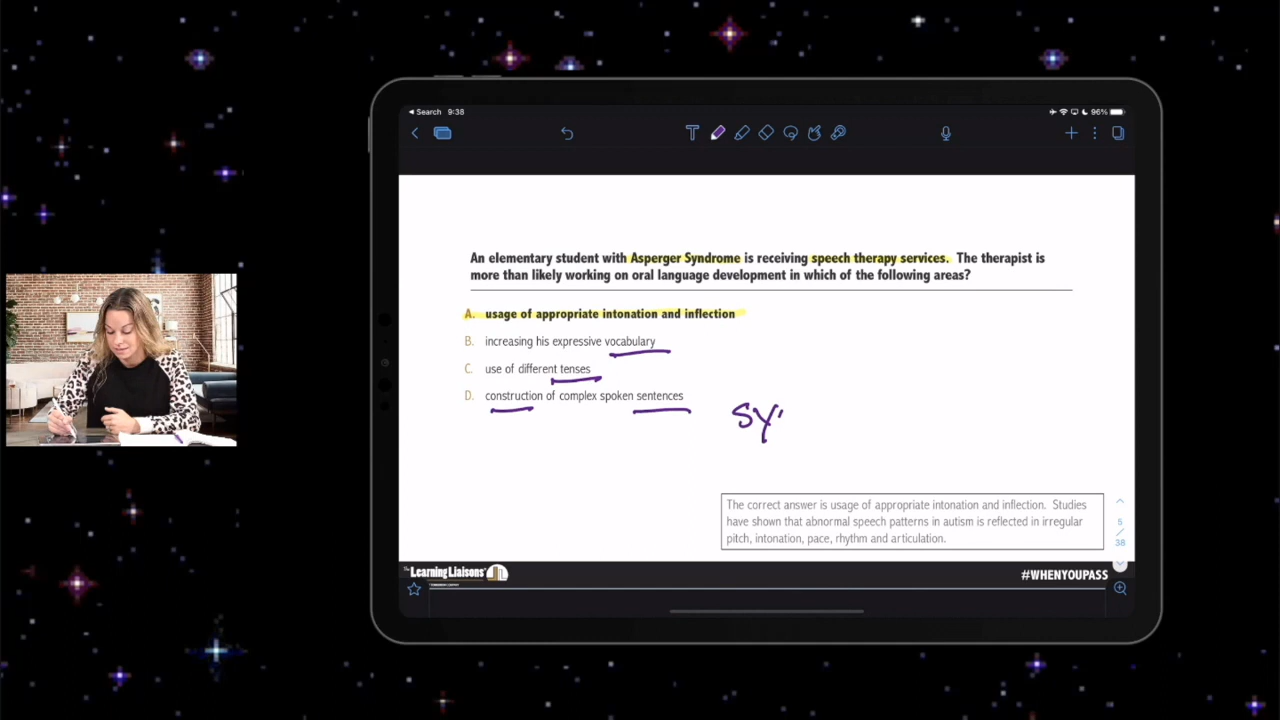 Search 9:38
96%
T
An elementary student with Asperger Syndrome is receiving speech therapy services. The therapist is
more than likely working on oral language development in which of the following areas?
A. usage of appropriate intonation and inflection
B. increasing his expressive vocabulary
C. use of different tenses
D. construction of complex spoken sentences
sy
The correct answer is usage of appropriate intonation and inflection. Studies
have shown that abnormal speech patterns in autism is reflected in irregular
pitch, intonation, pace, rhythm and articulation.
5
/
38
The Learning Liaisons
#WHENYOUPASS